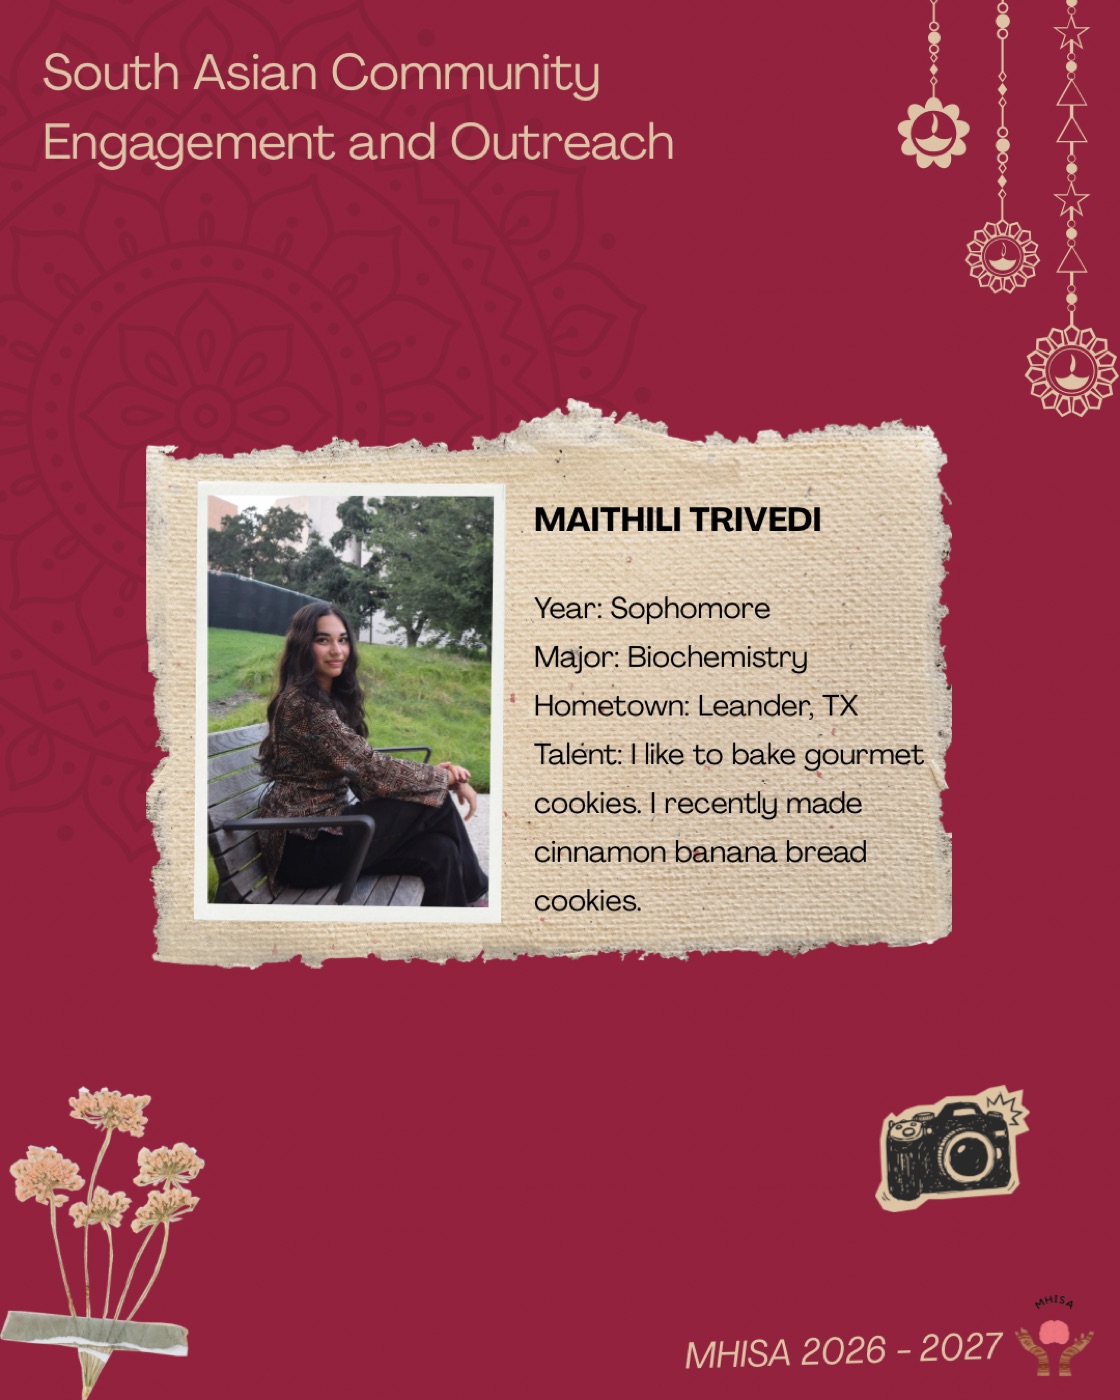 South Asian Community
Engagement and Outreach
MAITHILI TRIVEDI
Year: Sophomore
Major: Biochemistry
Hometown: Leander, TX
Talent: I like to bake gourmet
cookies. I recently made
cinnamon banana bread
cookies.
MHISA
MHISA 2026 - 2027